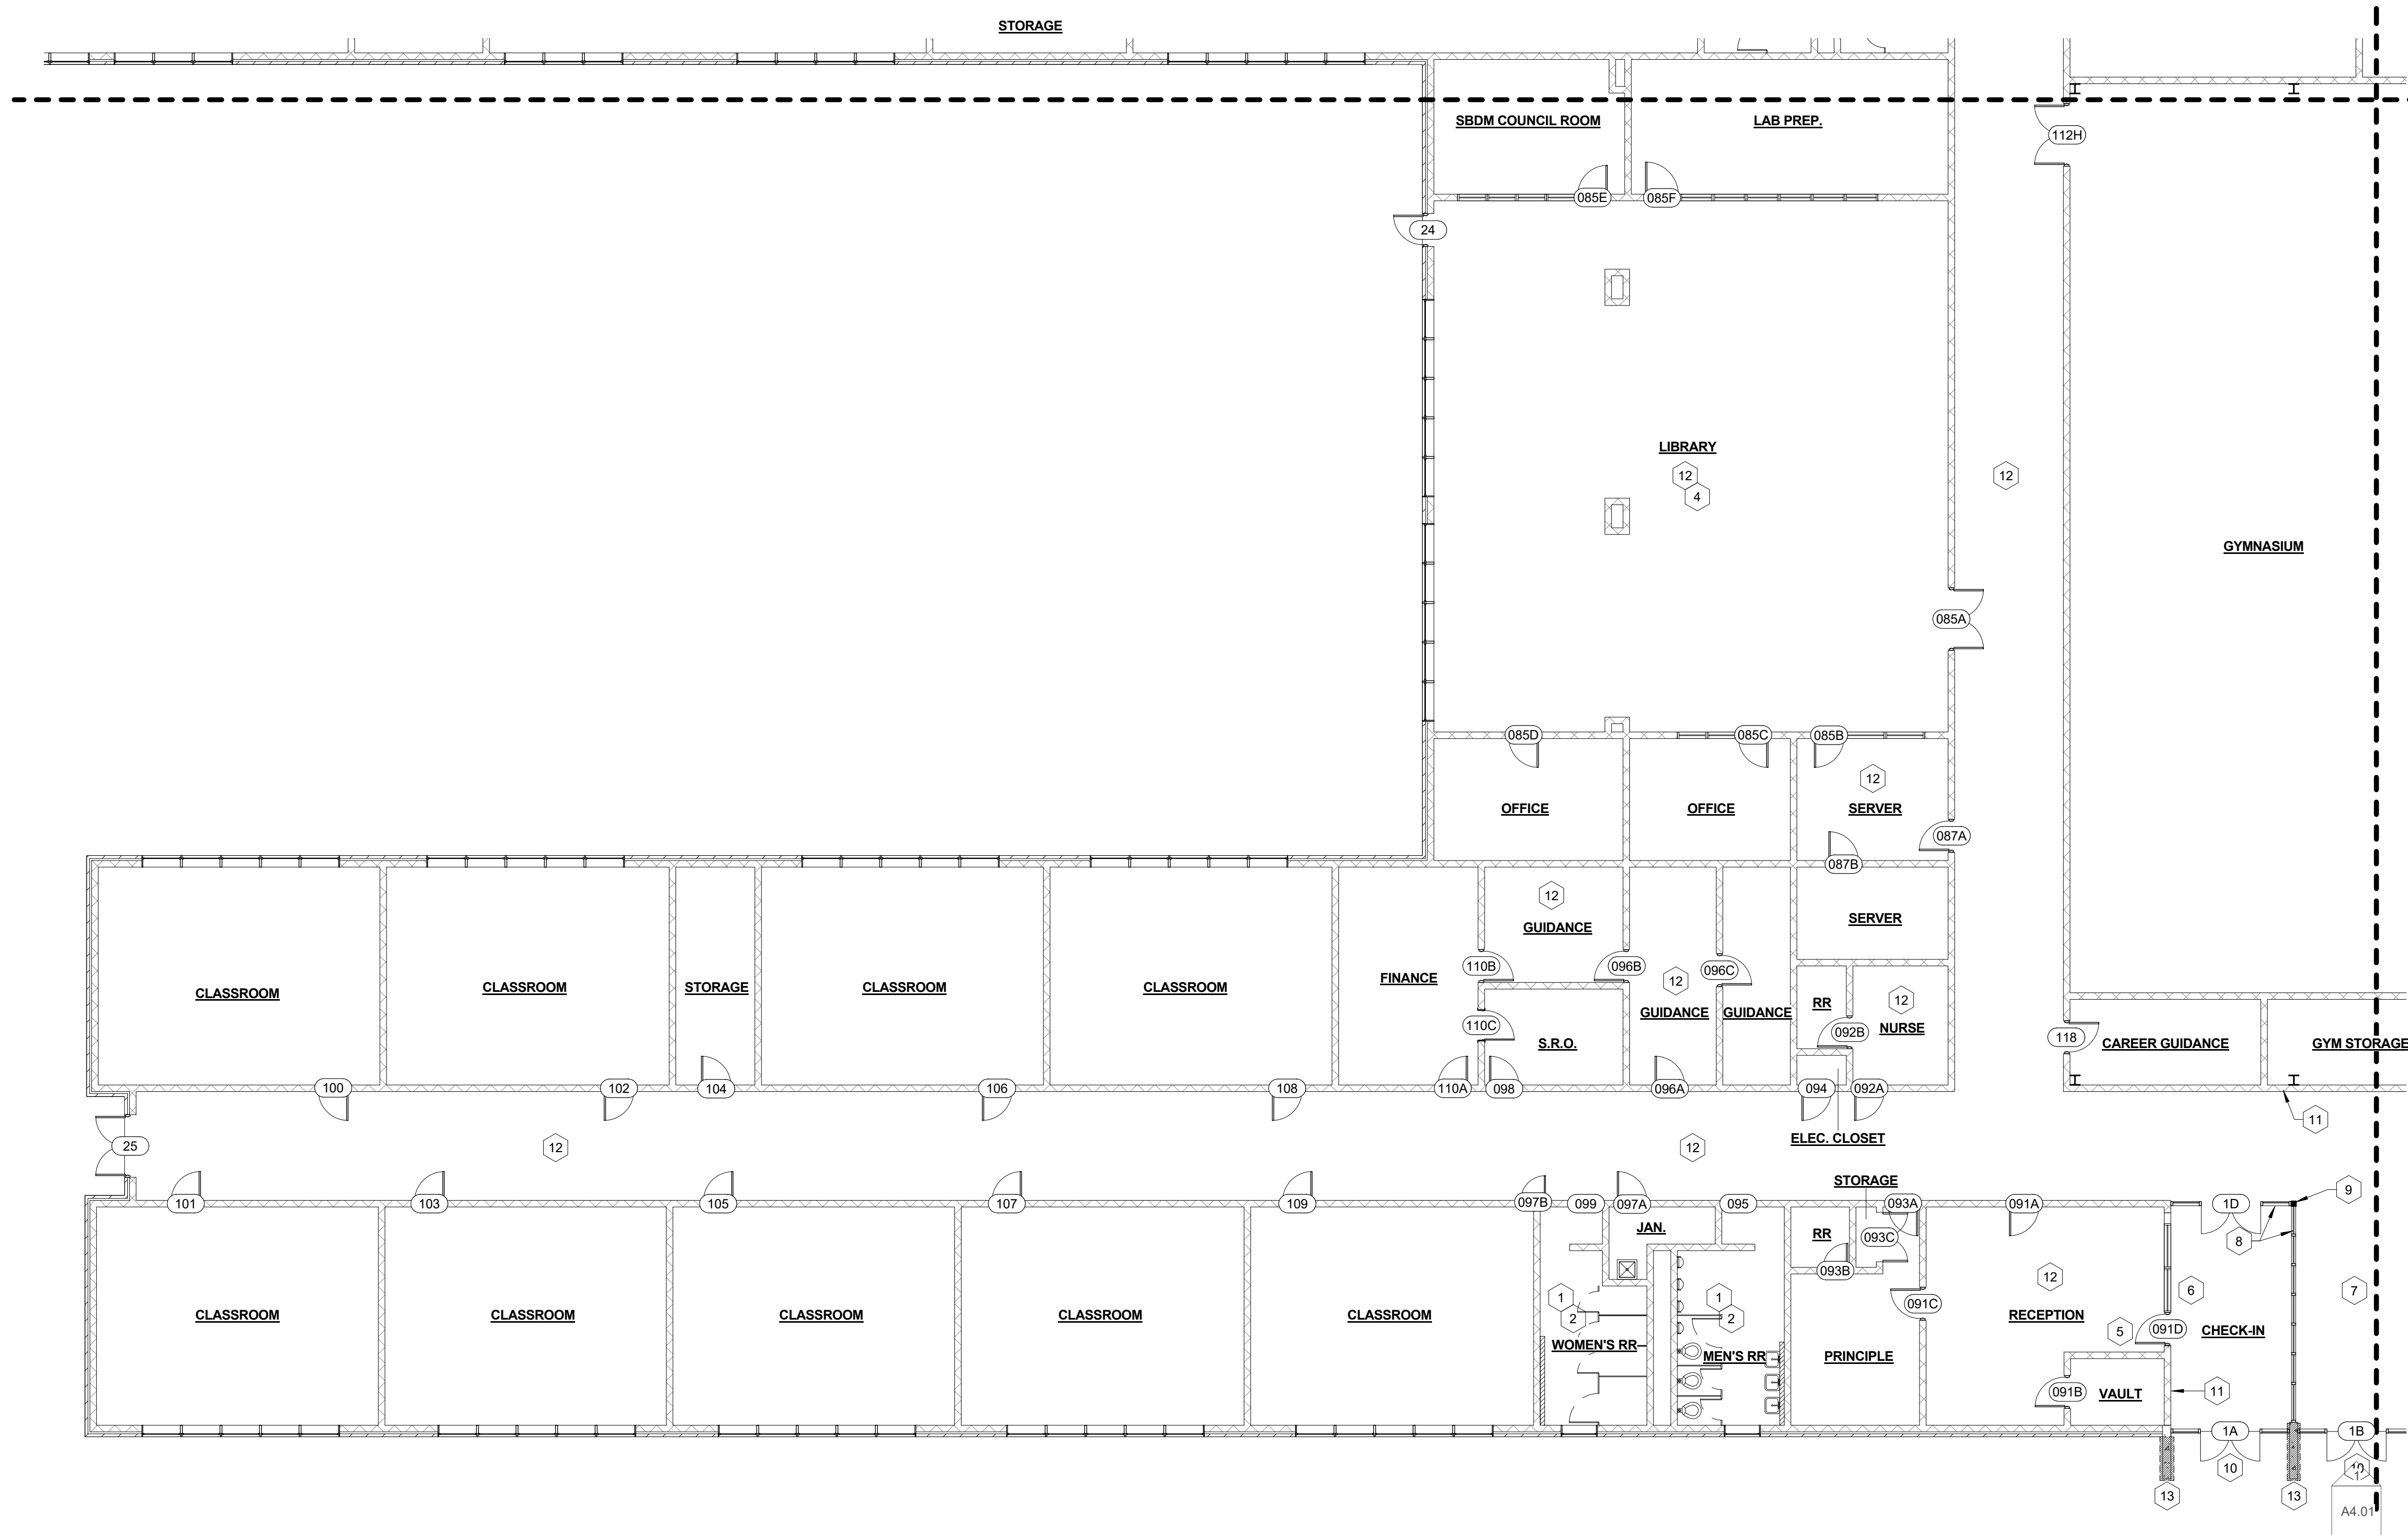 STORAGE
SBDM COUNCIL ROOM
LAB PREP.
112H
085E
085F
24
LIBRARY
12
4
12
GYMNASIUM
085A
085D
085C
085B
12
OFFICE
OFFICE
SERVER
087A
087B
12
GUIDANCE
SERVER
110B
096B
096C
FINANCE
12
CLASSROOM
CLASSROOM
STORAGE
CLASSROOM
CLASSROOM
RR
12
GUIDANCE
GUIDANCE
110C
092B
NURSE
S.R.O.
118
CAREER GUIDANCE
GYM STORAGE
100
102
104
106
108
110A
098
096A
094
092A
11
25
12
12
ELEC. CLOSET
STORAGE
9
101
103
105
107
109
097B
099
097A
095
093A
091A
1D
JAN.
RR
093C
8
093B
12
1
1
6
7
091C
2
2
CLASSROOM
CLASSROOM
CLASSROOM
CLASSROOM
CLASSROOM
RECEPTION
5
091D
CHECK-IN
WOMEN'S RR
MEN'S RR
PRINCIPLE
091B
VAULT
11
1A
1B
10
10
1
13
13
A4.01